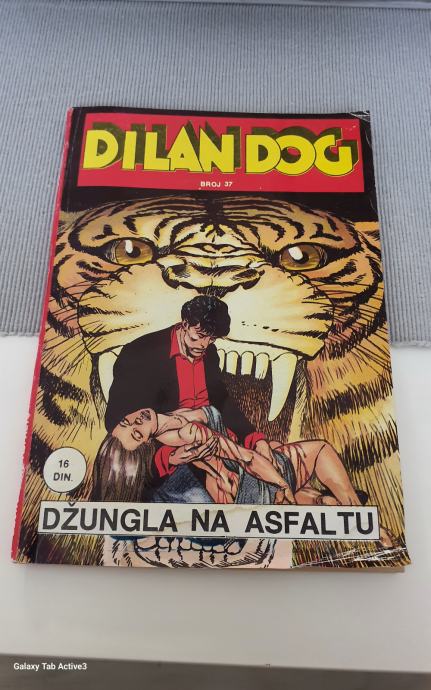 DILAN DOG
BROJ 37
16
DIN.
DŽUNGLA NA ASFALTU
Galaxy Tab Active3